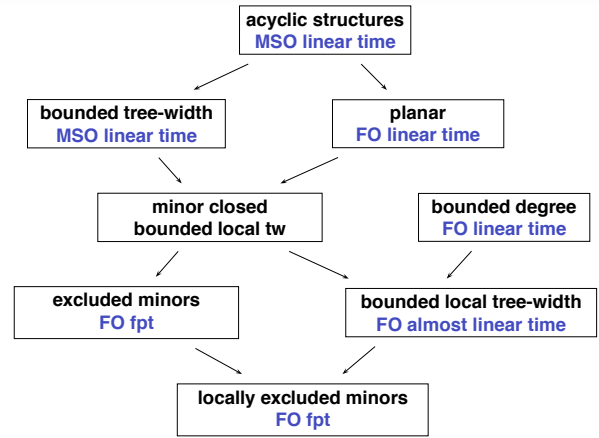 acyclic structures
MSO linear time
bounded tree-width
MSO linear time
planar
FO linear time
minor closed
bounded local tw
bounded degree
FO linear time
excluded minors
FO fpt
bounded local tree-width
FO almost linear time
locally excluded minors
FO fpt